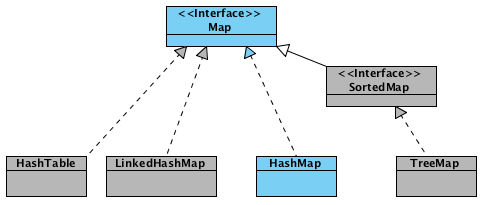 <<Interface>>
Map
<<Interface>>
SortedMap
HashTable
LinkedHashMap
HashMap
TreeMap